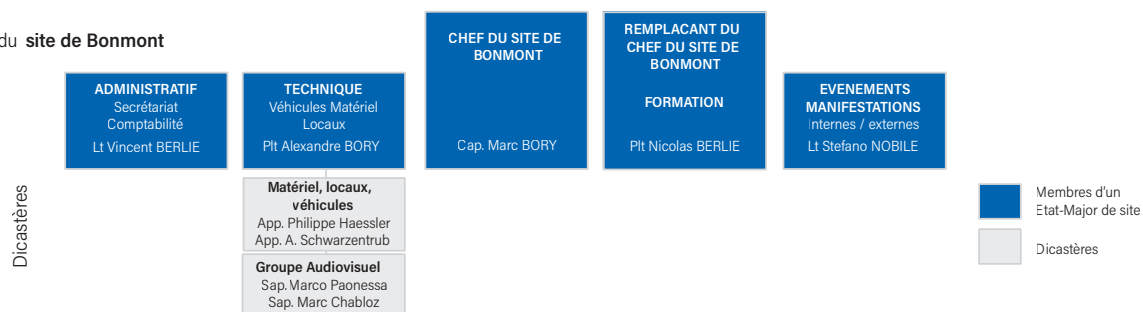 du site de Bonmont
ADMINISTRATIF
Secrétariat
Comptabilité
Lt Vincent BERLIE
TECHNIQUE
Véhicules Matériel
Locaux
Plt Alexandre BORY
CHEF DU SITE DE
BONMONT
Cap. Marc BORY
REMPLACANT DU
CHEF DU SITE DE
BONMONT
FORMATION
Plt Nicolas BERLIE
EVENEMENTS
MANIFESTATIONS
Internes / externes
Lt Stefano NOBILE
Dicastères
Matériel, locaux,
véhicules
App. Philippe Haessler
App. A. Schwarzentrub
Groupe Audiovisuel
Sap. Marco Paonessa
Sap. Marc Chabloz
Membres d'un
Etat-Major de site
Dicastères